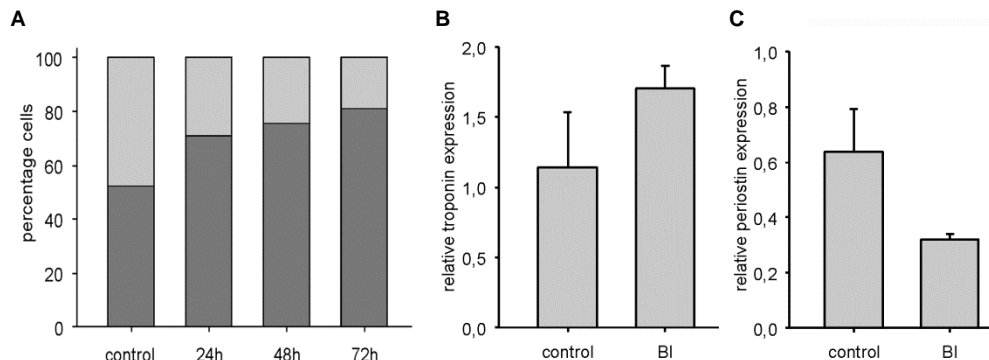 A
percentage cells
100
80
60
40
20
0
control 24h 48h 72h
B
relative troponin expression
2,0
1,5
1,0
0,5
0,0
control BI
C
relative periostin expression
1,0
0,8
0,6
0,4
0,2
0,0
control BI